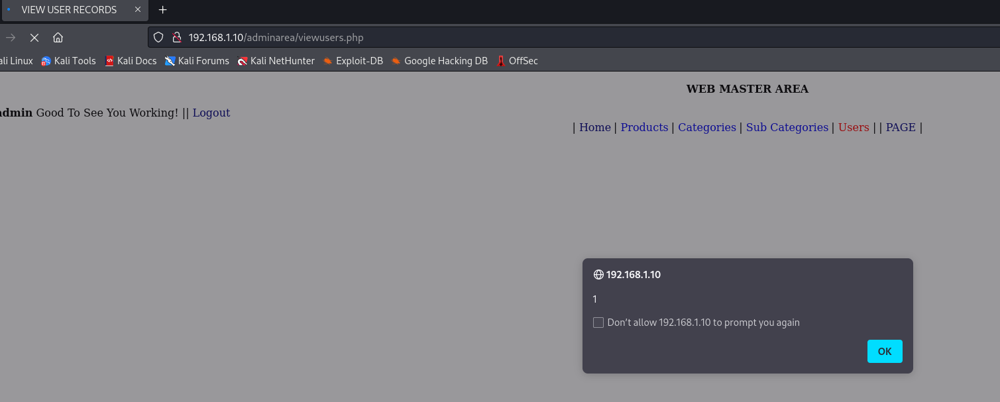 VIEW USER RECORDS
192.168.1.10/adminarea/viewusers.php
ali Linux Kali Tools Kali Docs Kali Forums Kali NetHunter Exploit-DB Google Hacking DB OffSec
WEB MASTER AREA
admin Good To See You Working! || Logout
| Home | Products | Categories | Sub Categories | Users | | PAGE |
192.168.1.10
1
Don’t allow 192.168.1.10 to prompt you again
OK